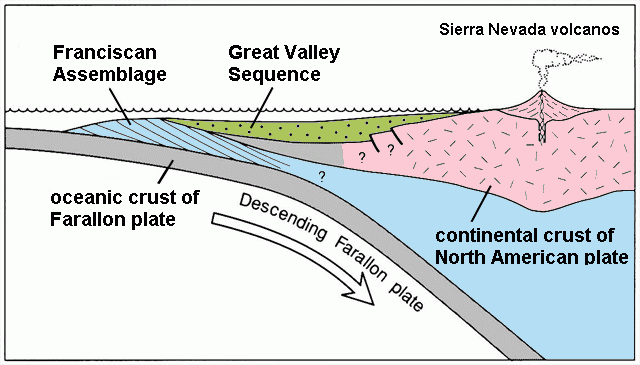 Sierra Nevada volcanos
Franciscan
Assemblage
Great Valley
Sequence
?
?
?
oceanic crust of
Farallon plate
Descending Farallon plate
continental crust of
North American plate